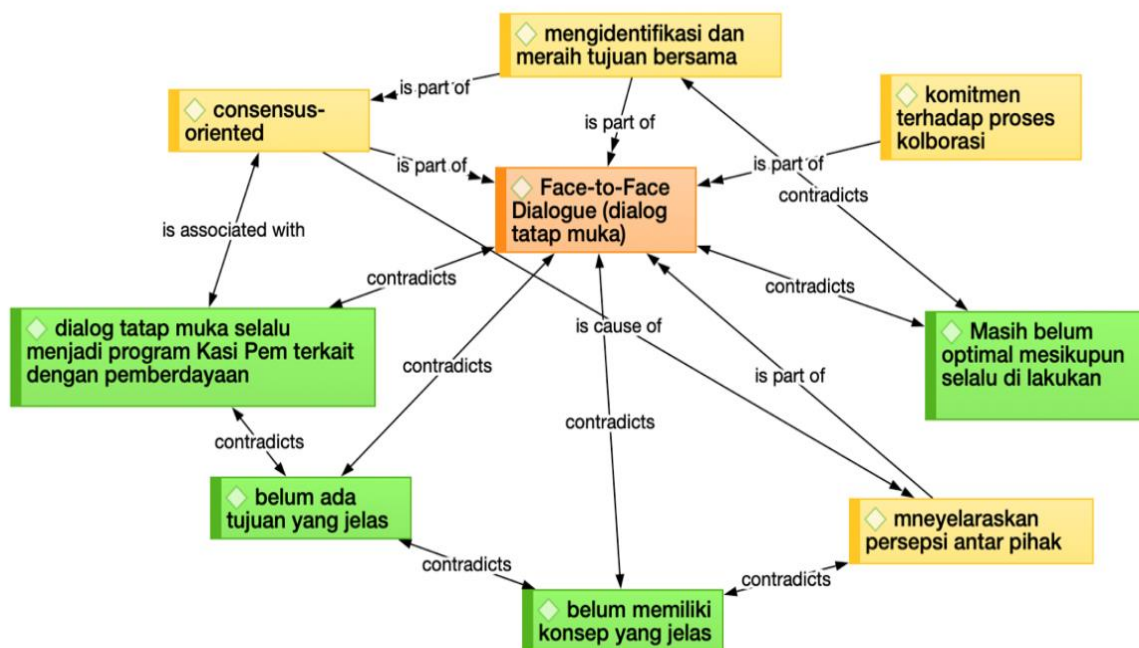 mengidentifikasi dan
meraih tujuan bersama
is part of
consensus-
oriented
is part of
komitmen
terhadap proses
kolborasi
is part of
is part of
contradicts
Face-to-Face
Dialogue (dialog
tatap muka)
is associated with
contradicts
contradicts
dialog tatap muka selalu
menjadi program Kasi Pem terkait
dengan pemberdayaan
is cause of
Masih belum
optimal mesikupun
selalu di lakukan
contradicts
is part of
contradicts
contradicts
belum ada
tujuan yang jelas
mneyelaraskan
persepsi antar pihak
contradicts
contradicts
belum memiliki
konsep yang jelas